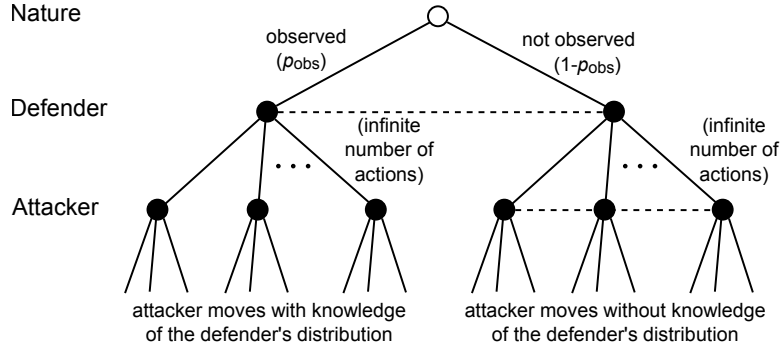 Nature
observed
(pobs)
not observed
(1-pobs)
Defender
(infinite
number of
actions)
(infinite
number of
actions)
. . .
. . .
Attacker
attacker moves with knowledge
of the defender's distribution
attacker moves without knowledge
of the defender's distribution